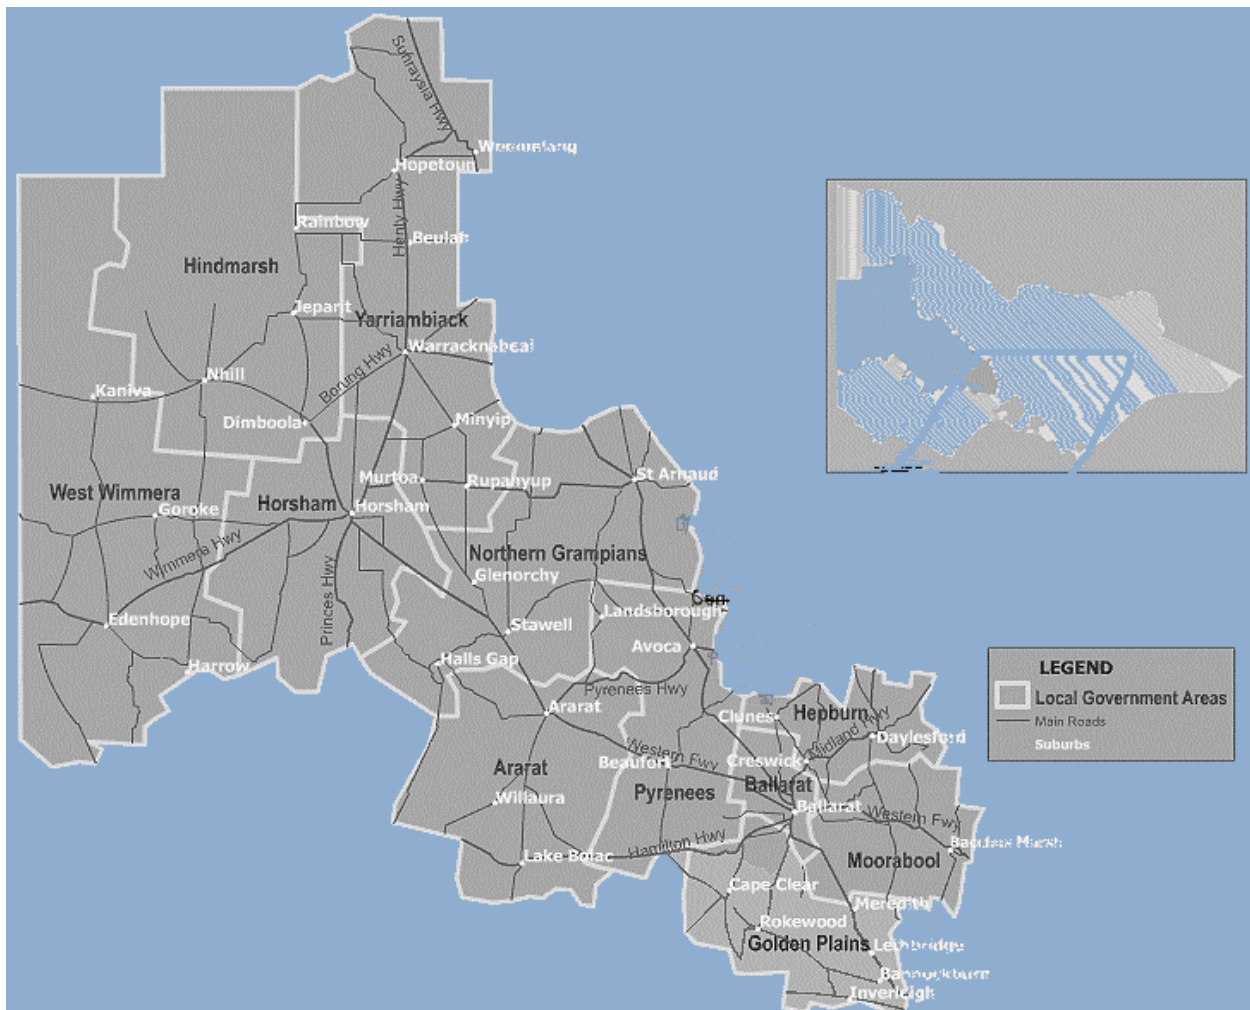 Sunraysia Hwy
Hopetoun
Henty Hwy
Rainbow
Beulah
Hindmarsh
Jeparit
Yarriambiack
Warracknabeal
Borung Hwy
Nhill
Kaniva
Dimboola
Minyip
Murtoa
Rupanyup
St Arnaud
West Wimmera
Goroke
Horsham
Horsham
Wimmera Hwy
Princes Hwy
Northern Grampians
Glenorchy
Landsborough
Edenhope
Stawell
Avoca
Harrow
Halls Gap
Pyrenees Hwy
Ararat
Clunes
Hepburn
Midland Hwy
Daylesford
Western Fwy
Creswick
Beaufort
Ararat
Ballarat
Pyrenees
Willaura
Ballarat
Western Fwy
Hamilton Hwy
Bacchus Marsh
Lake Bolac
Moorabool
Cape Clear
Meredith
Rokewood
Golden Plains
Lethbridge
Bannockburn
Inverleigh
LEGEND
Local Government Areas
Main Roads
Suburbs